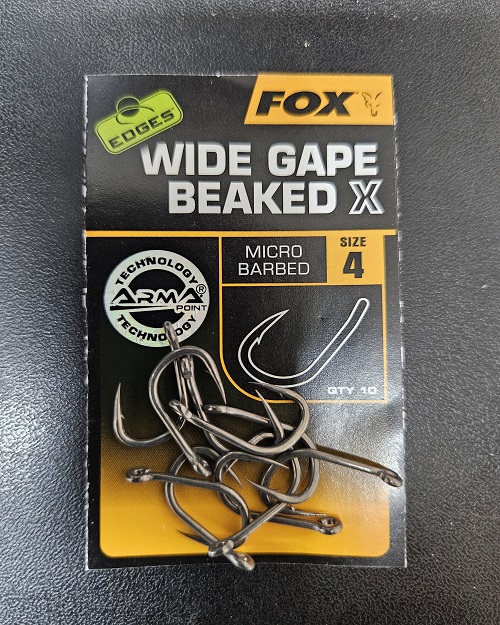 EDGES
FOX
WIDE GAPE
BEAKED X
MICRO
BARBED
SIZE
4
TECHNOLOGY
ARMA®
POINT
TECHNOLOGY
QTY 10